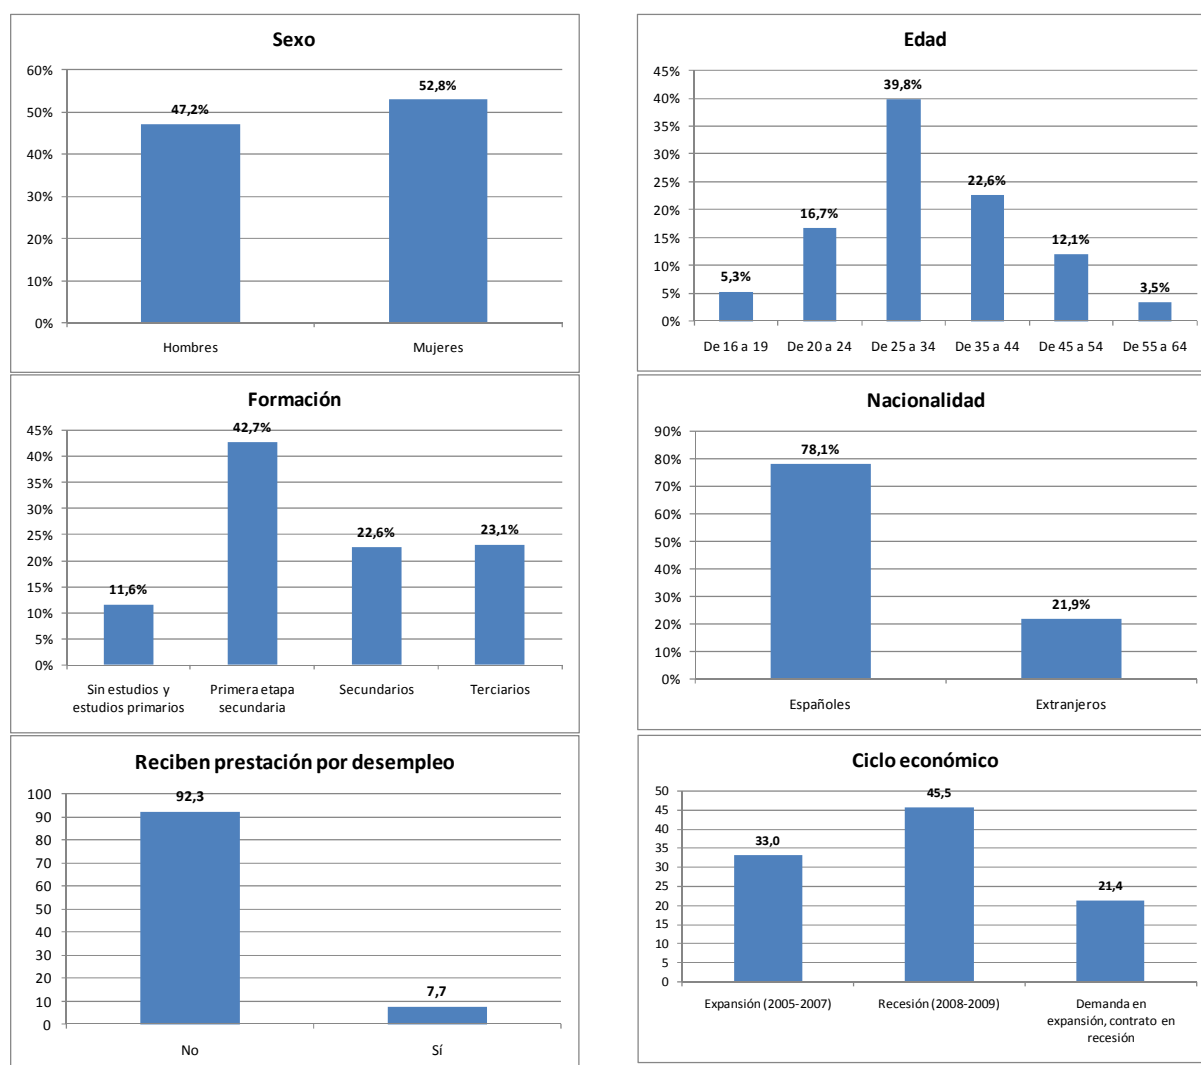 Sexo
60%
50%
40%
30%
20%
10%
0%
47,2%
52,8%
Hombres
Mujeres
Edad
45%
40%
35%
30%
25%
20%
15%
10%
5%
0%
5,3%
16,7%
39,8%
22,6%
12,1%
3,5%
De 16 a 19
De 20 a 24
De 25 a 34
De 35 a 44
De 45 a 54
De 55 a 64
Formación
45%
40%
35%
30%
25%
20%
15%
10%
5%
0%
11,6%
42,7%
22,6%
23,1%
Sin estudios y
estudios primarios
Primera etapa
secundaria
Secundarios
Terciarios
Nacionalidad
90%
80%
70%
60%
50%
40%
30%
20%
10%
0%
78,1%
21,9%
Españoles
Extranjeros
Reciben prestación por desempleo
100
90
80
70
60
50
40
30
20
10
0
92,3
7,7
No
Sí
Ciclo económico
50
45
40
35
30
25
20
15
10
5
0
33,0
45,5
21,4
Expansión (2005-2007)
Recesión (2008-2009)
Demanda en
expansión, contrato en
recesión